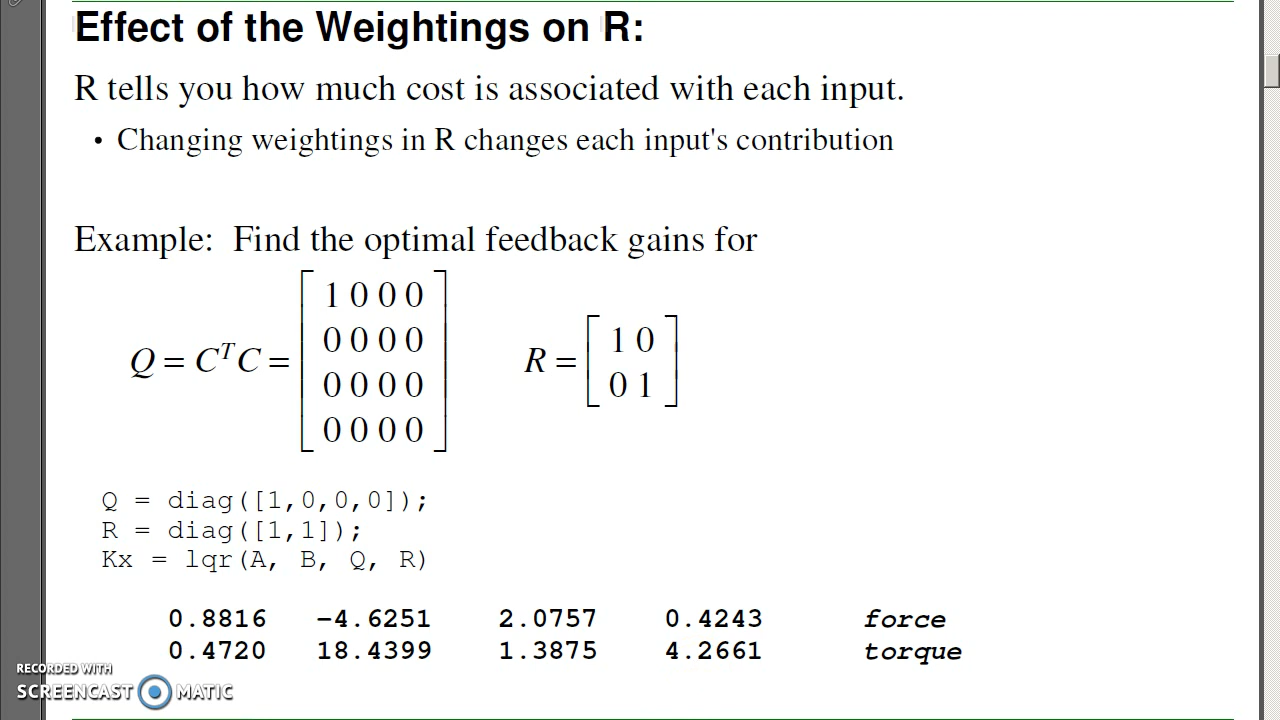 Effect of the Weightings on R:
R tells you how much cost is associated with each input.
• Changing weightings in R changes each input's contribution
Example: Find the optimal feedback gains for
Q = CᵀC = [ 1 0 0 0
0 0 0 0
0 0 0 0
0 0 0 0 ]
R = [ 1 0
0 1 ]
Q = diag([1,0,0,0]);
R = diag([1,1]);
Kx = lqr(A, B, Q, R)
0.8816 -4.6251 2.0757 0.4243 force
0.4720 18.4399 1.3875 4.2661 torque
RECORDED WITH
SCREENCAST MATIC